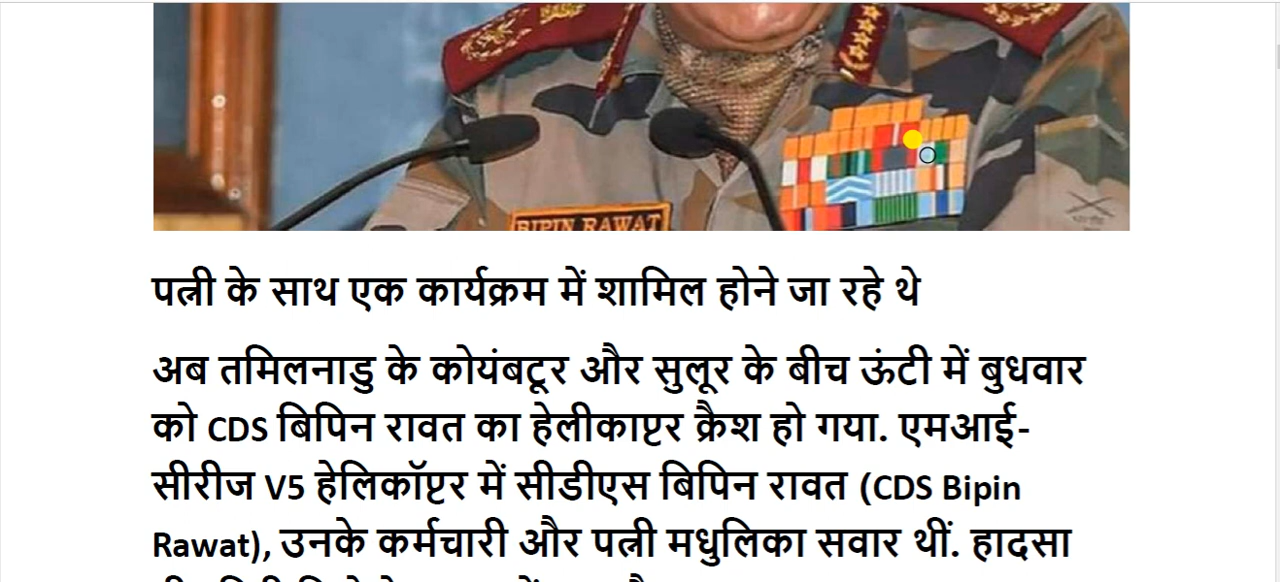 BIPIN RAWAT
पत्नी के साथ एक कार्यक्रम में शामिल होने जा रहे थे
अब तमिलनाडु के कोयंबटूर और सुलूर के बीच ऊंटी में बुधवार
को CDS बिपिन रावत का हेलीकाप्टर क्रैश हो गया. एमआई-
सीरीज V5 हेलिकॉप्टर में सीडीएस बिपिन रावत (CDS Bipin
Rawat), उनके कर्मचारी और पत्नी मधुलिका सवार थीं. हादसा